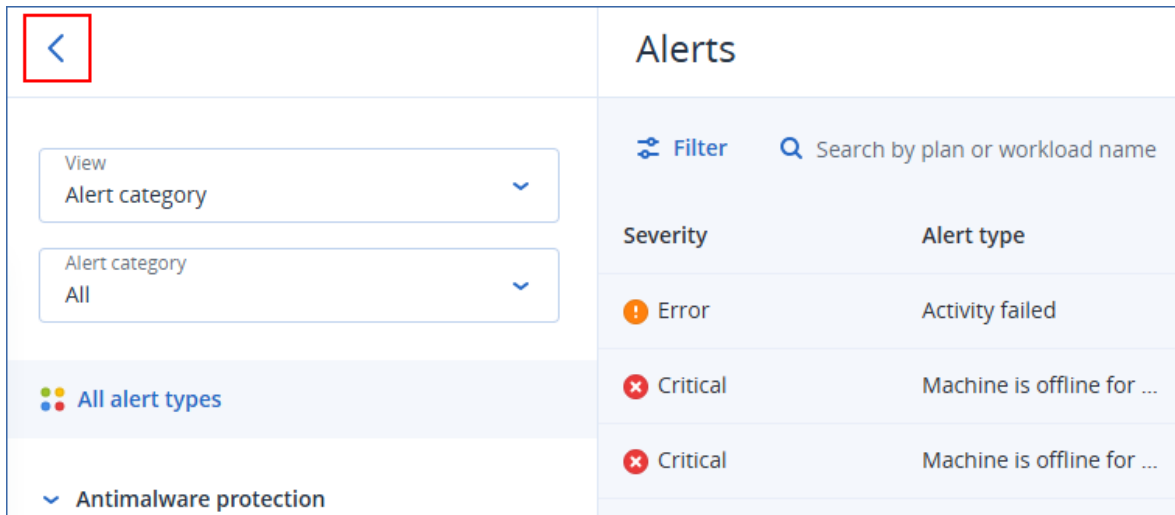 Alerts
View
Alert category
Alert category
All
All alert types
Antimalware protection
Filter
Search by plan or workload name
Severity Alert type
Error Activity failed
Critical Machine is offline for ...
Critical Machine is offline for ...